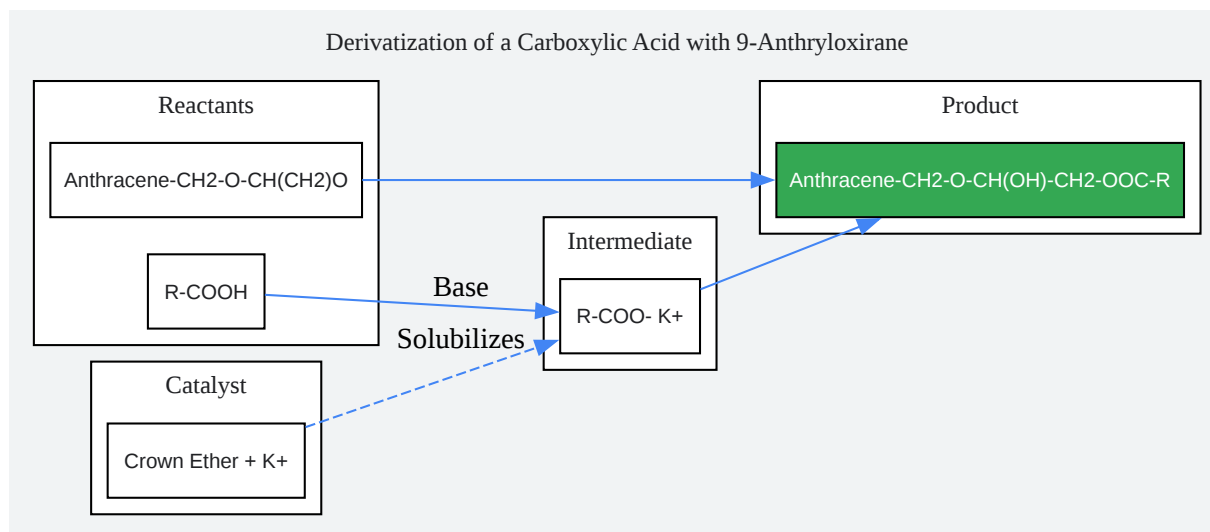 Derivatization of a Carboxylic Acid with 9-Anthryloxirane
Reactants
Anthracene-CH2-O-CH(CH2)O
R-COOH
Base
Solubilizes
Catalyst
Crown Ether + K+
Intermediate
R-COO- K+
Product
Anthracene-CH2-O-CH(OH)-CH2-OOC-R